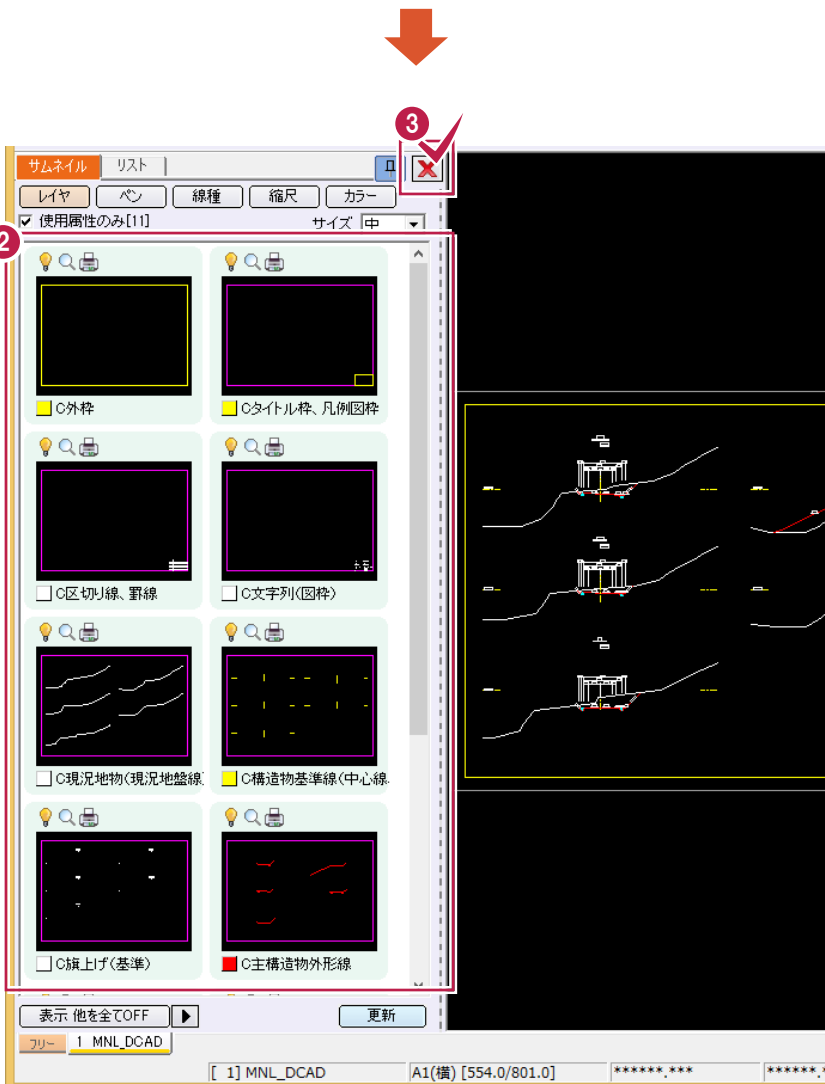 3
サムネイル リスト
レイヤ ペン 線種 縮尺 カラー
使用属性のみ[11] サイズ 中
2
C外枠 Cタイトル枠、凡例図枠
C区切り線、罫線 C文字列(図枠)
C現況地物(現況地盤線 C構造物基準線(中心線
C旗上げ(基準) C主構造物外形線
表示 他を全てOFF 更新
フリー 1 MNL_DCAD
[ 1] MNL_DCAD A1(横) [554.0/801.0] ******.*** ******.